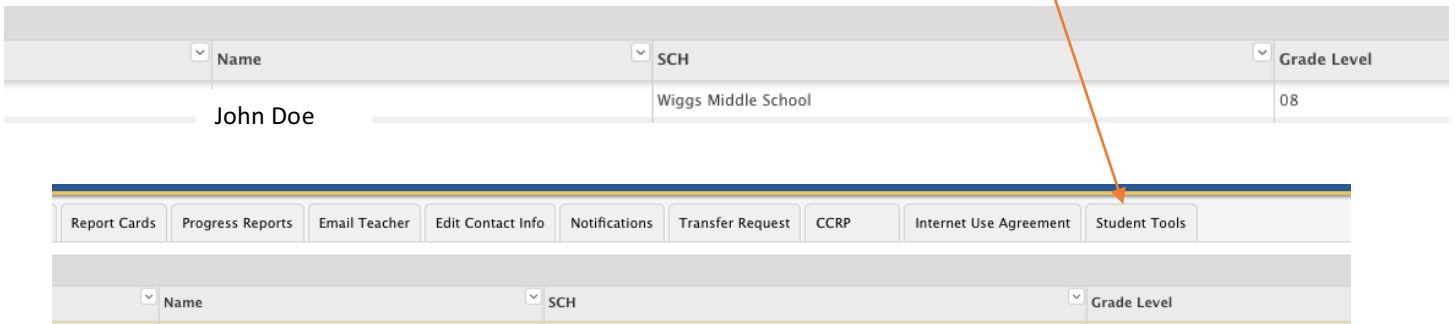 Name SCH Grade Level
John Doe Wiggs Middle School 08
Report Cards Progress Reports Email Teacher Edit Contact Info Notifications Transfer Request CCRP Internet Use Agreement Student Tools
Name SCH Grade Level